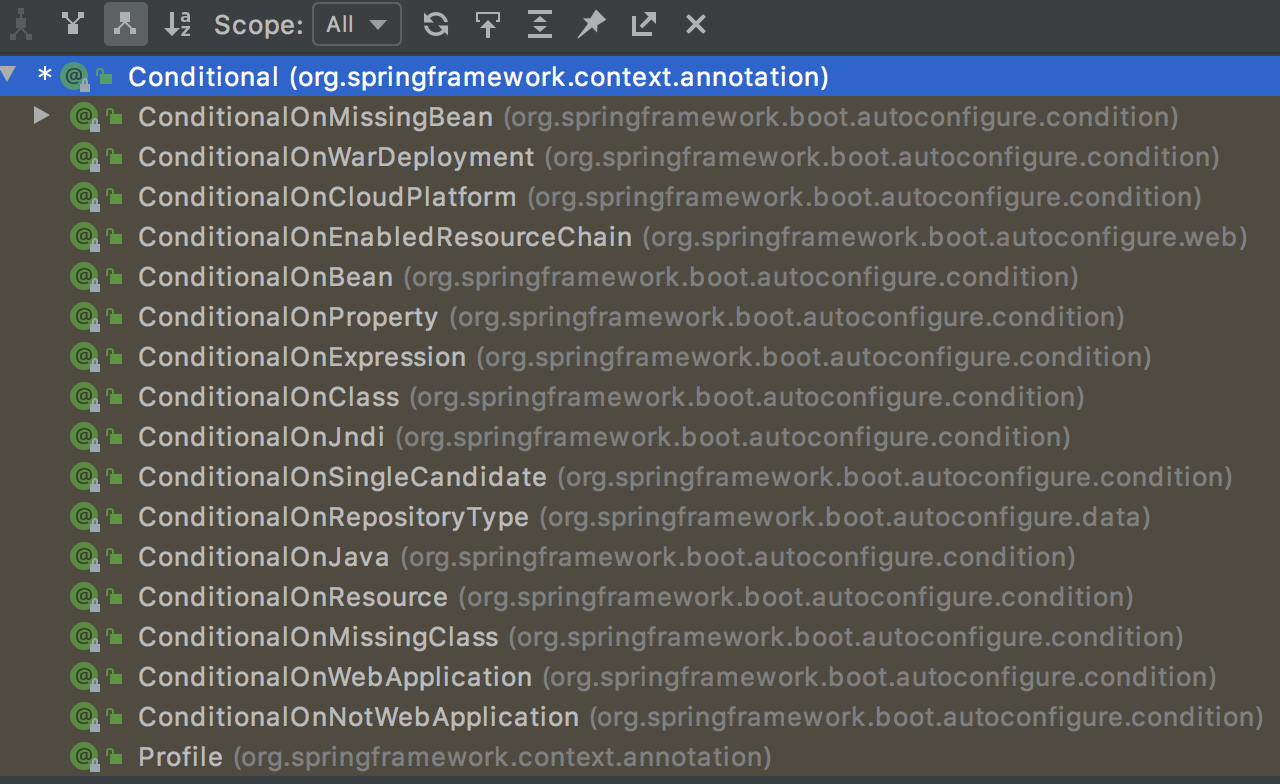 Scope: All
* Conditional (org.springframework.context.annotation)
ConditionalOnMissingBean (org.springframework.boot.autoconfigure.condition)
ConditionalOnWarDeployment (org.springframework.boot.autoconfigure.condition)
ConditionalOnCloudPlatform (org.springframework.boot.autoconfigure.condition)
ConditionalOnEnabledResourceChain (org.springframework.boot.autoconfigure.web)
ConditionalOnBean (org.springframework.boot.autoconfigure.condition)
ConditionalOnProperty (org.springframework.boot.autoconfigure.condition)
ConditionalOnExpression (org.springframework.boot.autoconfigure.condition)
ConditionalOnClass (org.springframework.boot.autoconfigure.condition)
ConditionalOnJndi (org.springframework.boot.autoconfigure.condition)
ConditionalOnSingleCandidate (org.springframework.boot.autoconfigure.condition)
ConditionalOnRepositoryType (org.springframework.boot.autoconfigure.data)
ConditionalOnJava (org.springframework.boot.autoconfigure.condition)
ConditionalOnResource (org.springframework.boot.autoconfigure.condition)
ConditionalOnMissingClass (org.springframework.boot.autoconfigure.condition)
ConditionalOnWebApplication (org.springframework.boot.autoconfigure.condition)
ConditionalOnNotWebApplication (org.springframework.boot.autoconfigure.condition)
Profile (org.springframework.context.annotation)